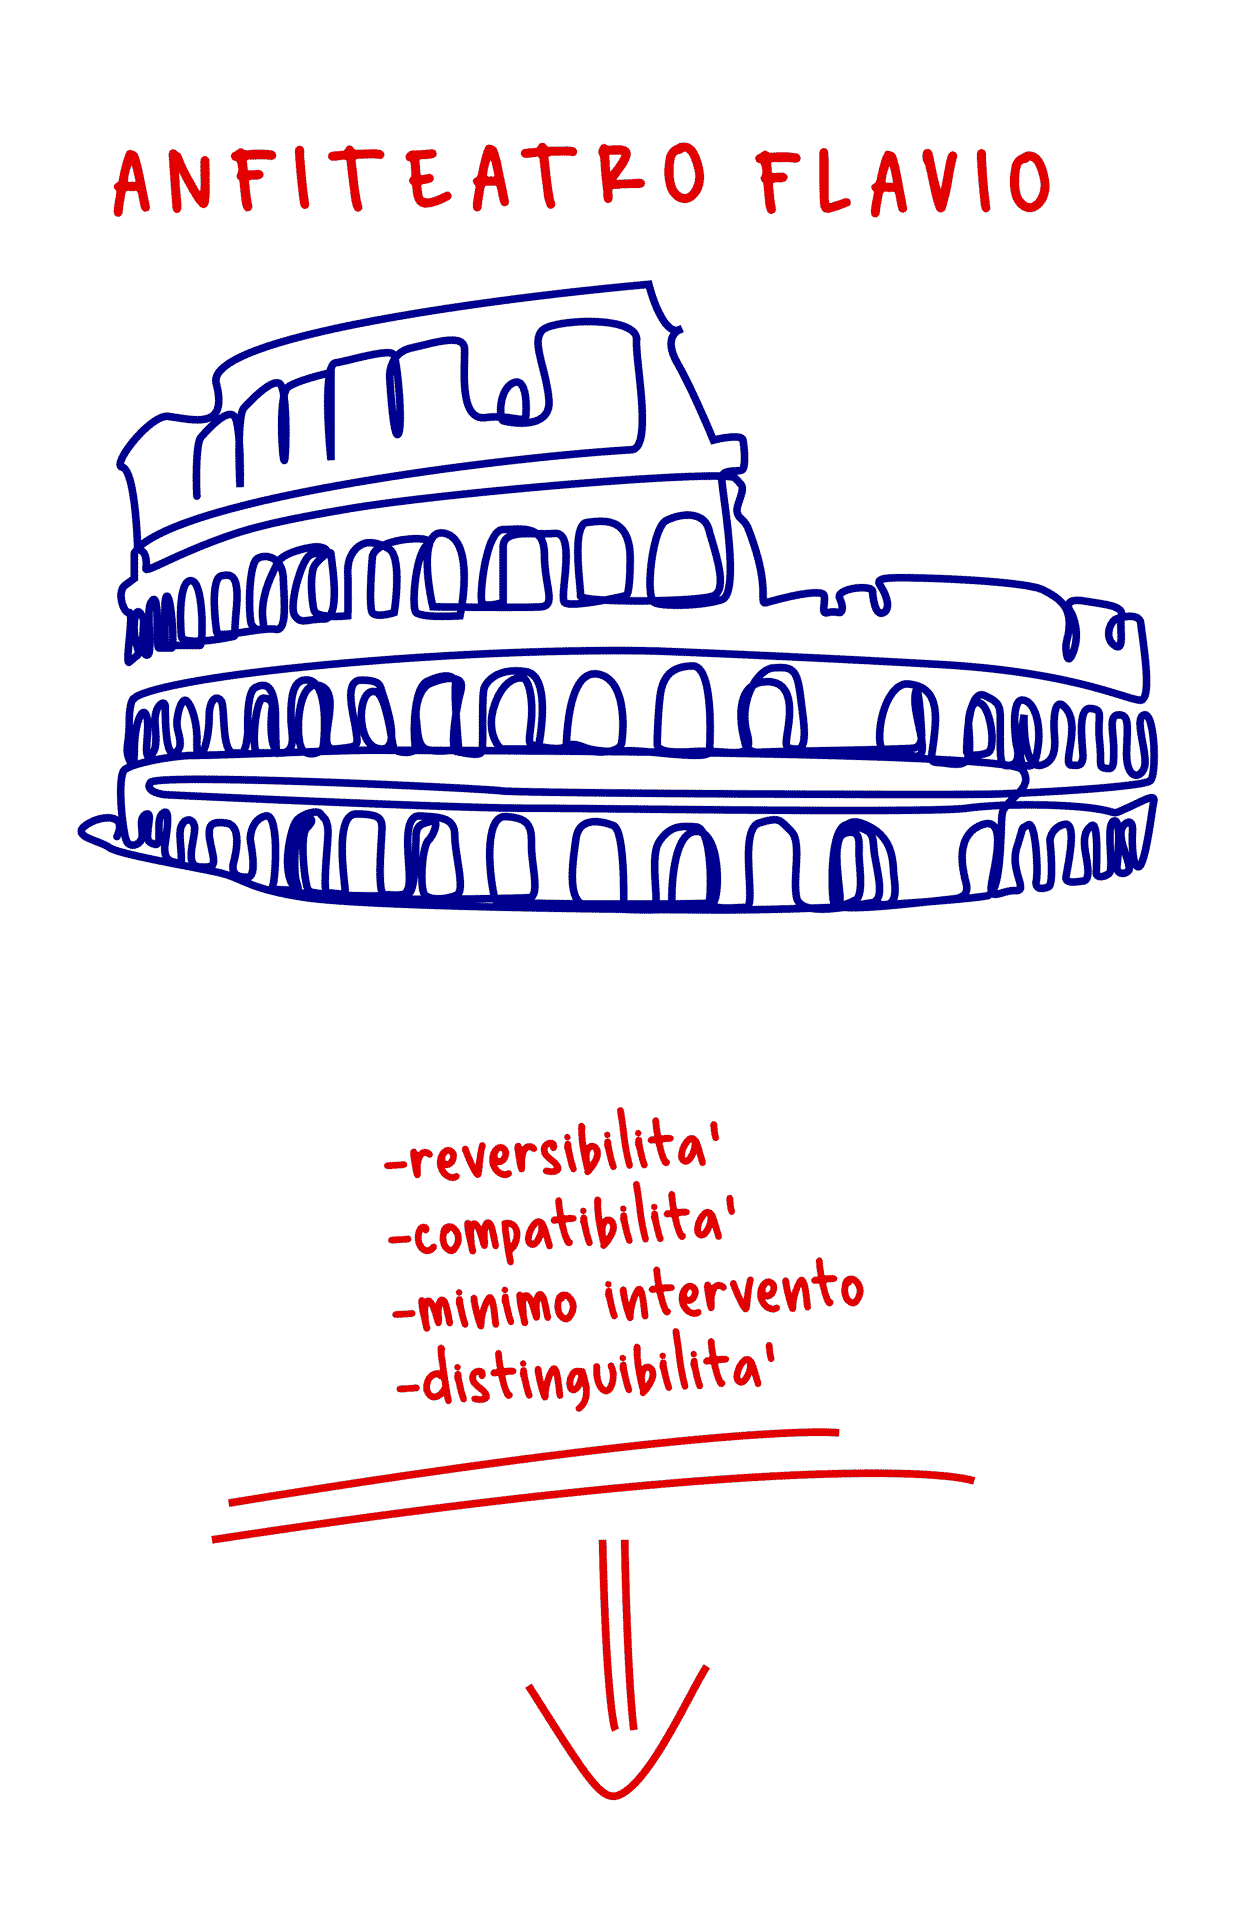 ANFITEATRO FLAVIO
-reversibilita'
-compatibilita'
-minimo intervento
-distinguibilita'